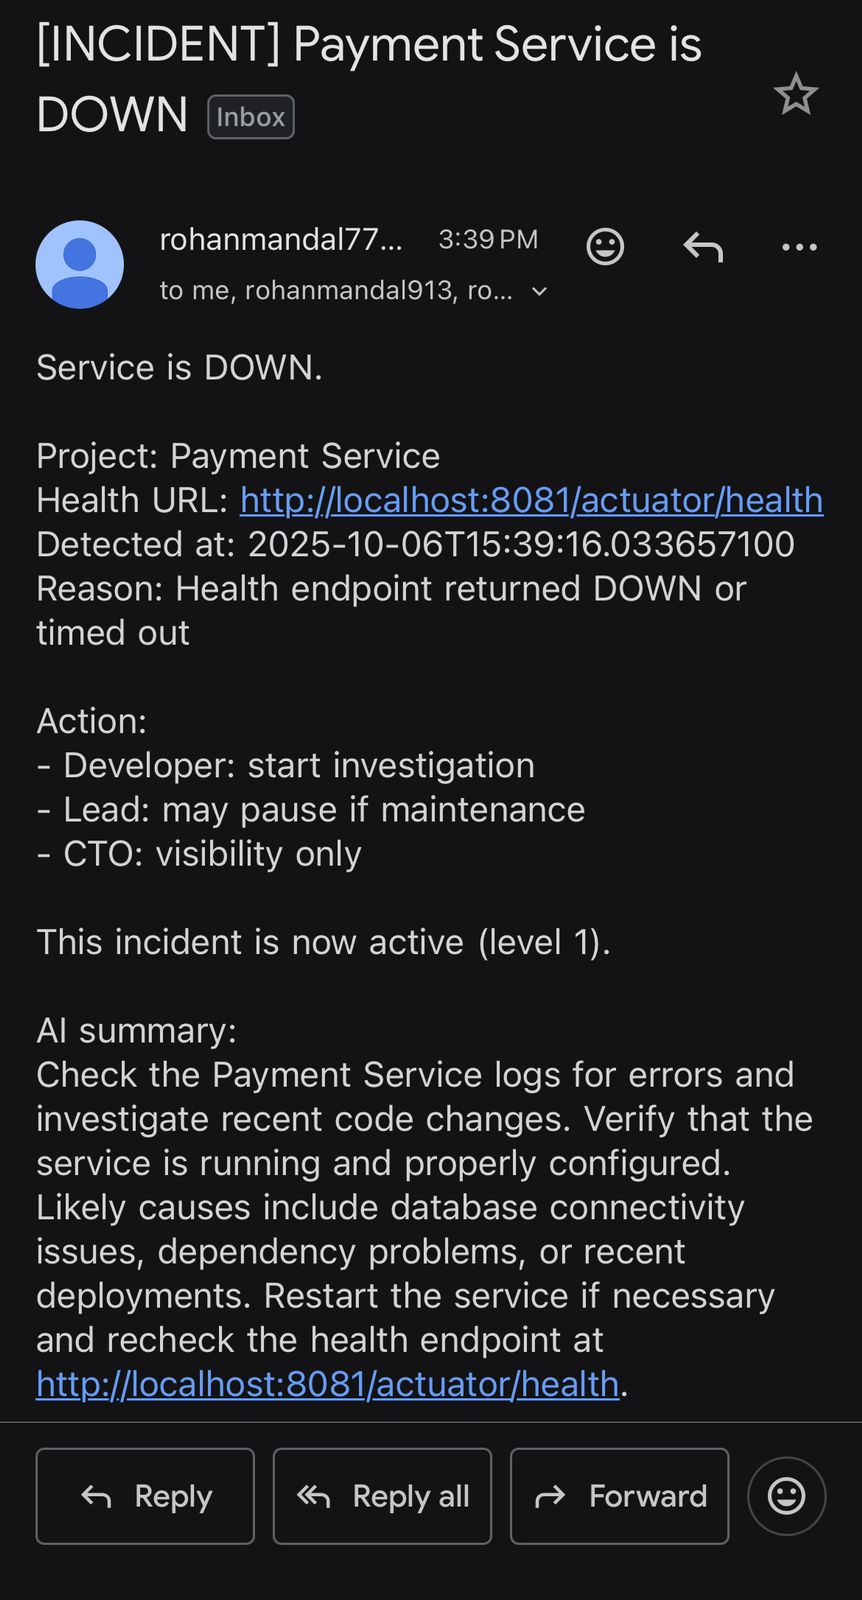 [INCIDENT] Payment Service is
DOWN Inbox
rohanmandal77... 3:39 PM
to me, rohanmandal913, ro...
Service is DOWN.
Project: Payment Service
Health URL: http://localhost:8081/actuator/health
Detected at: 2025-10-06T15:39:16.033657100
Reason: Health endpoint returned DOWN or
timed out
Action:
- Developer: start investigation
- Lead: may pause if maintenance
- CTO: visibility only
This incident is now active (level 1).
AI summary:
Check the Payment Service logs for errors and
investigate recent code changes. Verify that the
service is running and properly configured.
Likely causes include database connectivity
issues, dependency problems, or recent
deployments. Restart the service if necessary
and recheck the health endpoint at
http://localhost:8081/actuator/health.
Reply Reply all Forward